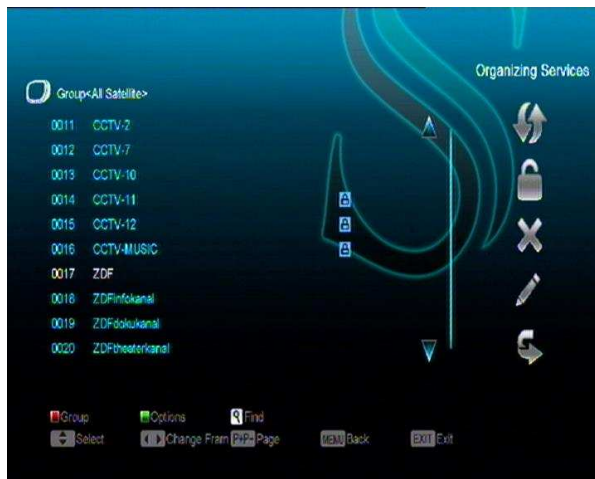 Organizing Services
Group<All Satellite>
0011 CCTV-2
0012 CCTV-7
0013 CCTV-10
0014 CCTV-11
0015 CCTV-12
0016 CCTV-MUSIC
0017 ZDF
0018 ZDFinfokanal
0019 ZDFdokukanal
0020 ZDFtheaterkanal
Group Options Find
Select Change Fram P+P- Page MENU Back EXIT Exit